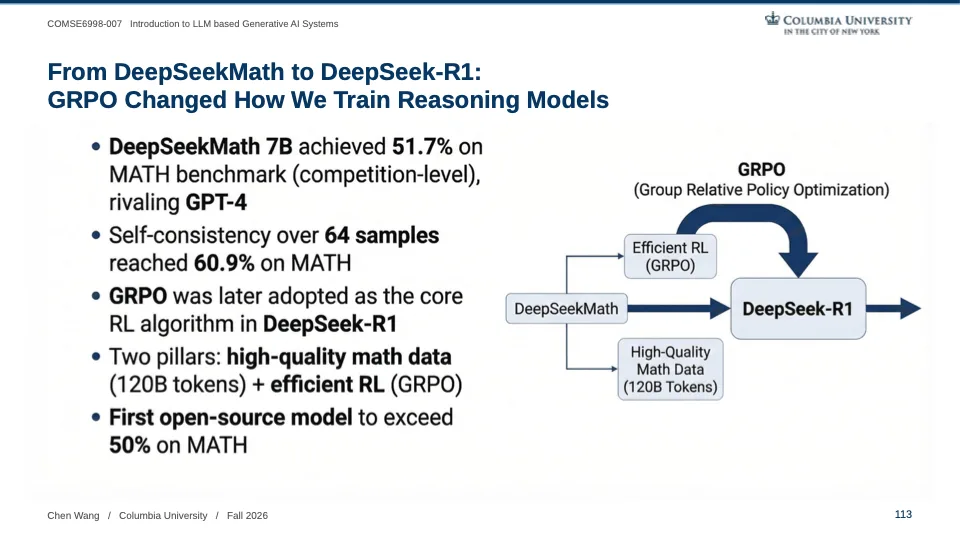 COMSE6998-007 Introduction to LLM based Generative AI Systems
COLUMBIA UNIVERSITY
IN THE CITY OF NEW YORK
From DeepSeekMath to DeepSeek-R1:
GRPO Changed How We Train Reasoning Models
• DeepSeekMath 7B achieved 51.7% on
MATH benchmark (competition-level),
rivaling GPT-4
• Self-consistency over 64 samples
reached 60.9% on MATH
• GRPO was later adopted as the core
RL algorithm in DeepSeek-R1
• Two pillars: high-quality math data
(120B tokens) + efficient RL (GRPO)
• First open-source model to exceed
50% on MATH
GRPO
(Group Relative Policy Optimization)
Efficient RL
(GRPO)
DeepSeekMath
DeepSeek-R1
High-Quality
Math Data
(120B Tokens)
Chen Wang / Columbia University / Fall 2026
113